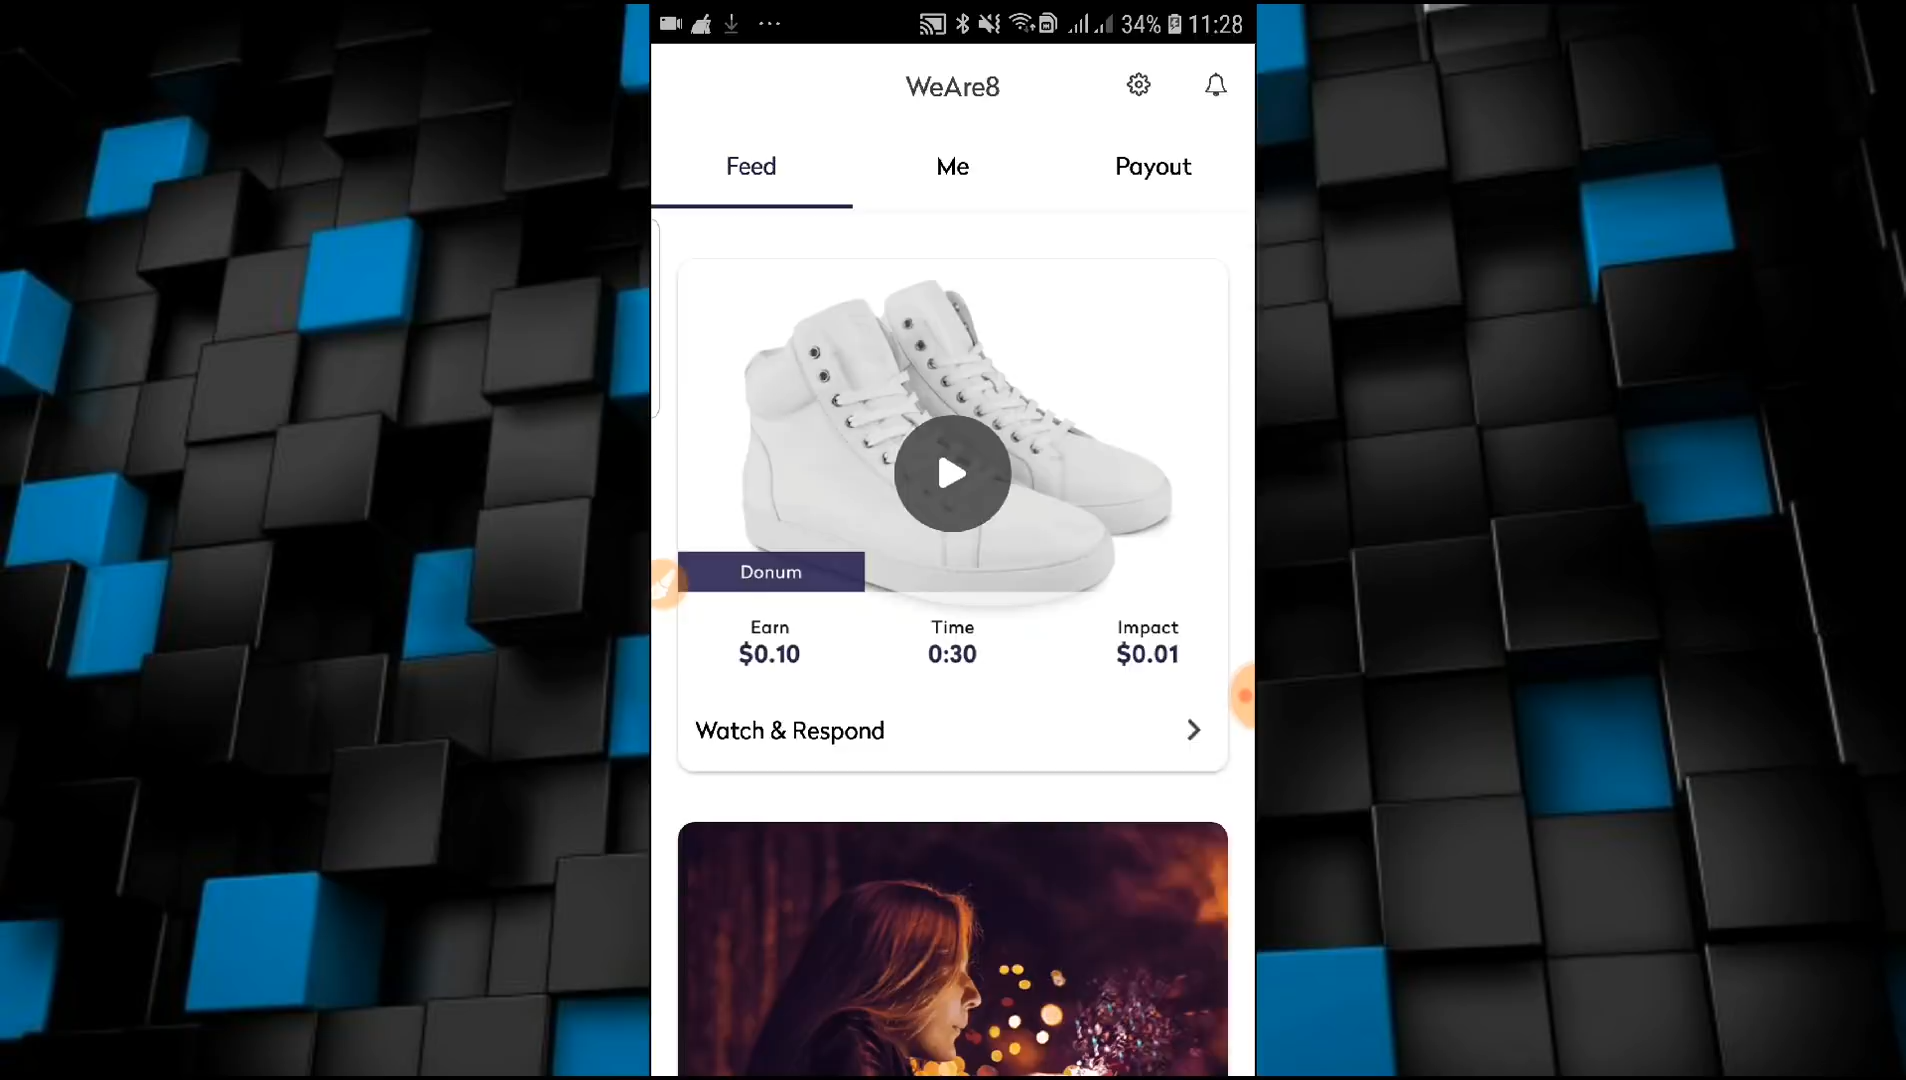 34% 11:28
WeAre8
Feed Me Payout
Donum
Earn Time Impact
$0.10 0:30 $0.01
Watch & Respond